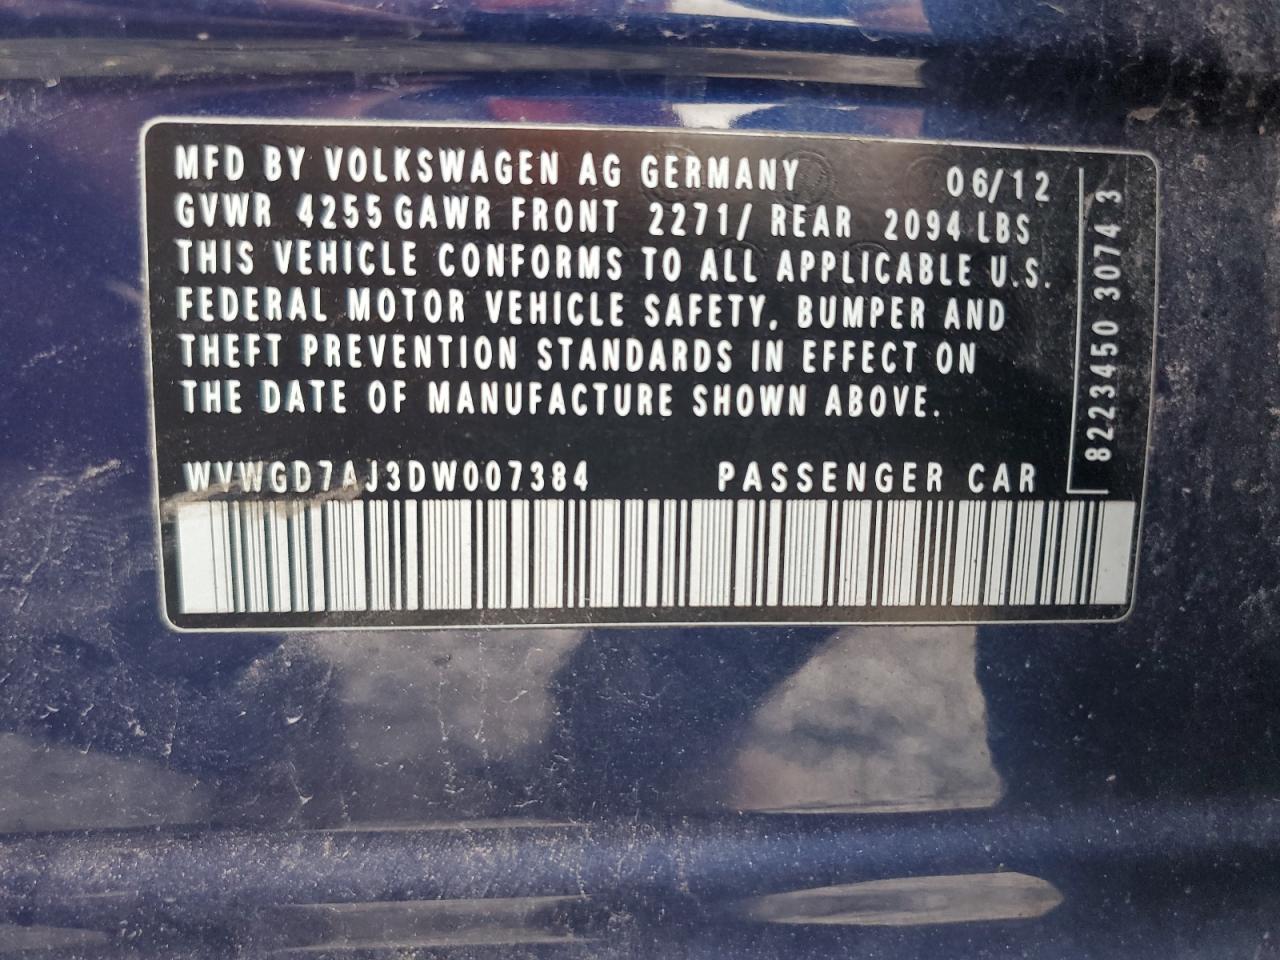 MFD BY VOLKSWAGEN AG GERMANY 06/12
GVWR 4255 GAWR FRONT 2271/ REAR 2094 LBS
THIS VEHICLE CONFORMS TO ALL APPLICABLE U.S.
FEDERAL MOTOR VEHICLE SAFETY, BUMPER AND
THEFT PREVENTION STANDARDS IN EFFECT ON
THE DATE OF MANUFACTURE SHOWN ABOVE.
WVWGD7AJ3DW007384 PASSENGER CAR
8223450 3074 3